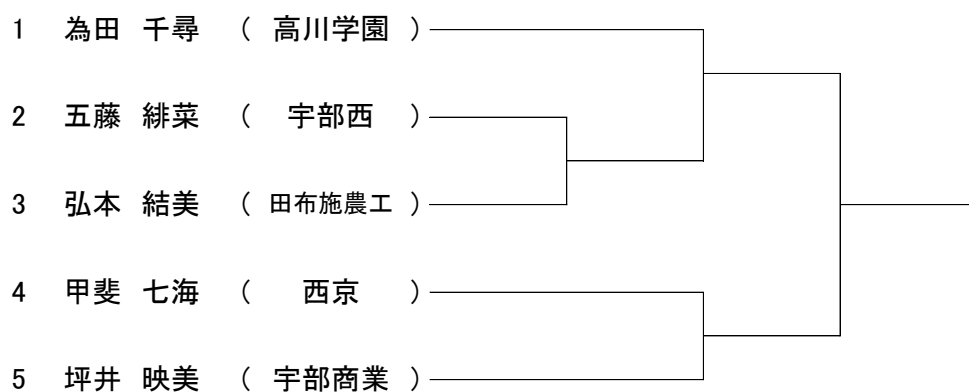 1 為田 千尋 ( 高川学園 )
2 五藤 緋菜 ( 宇部西 )
3 弘本 結美 ( 田布施農工 )
4 甲斐 七海 ( 西京 )
5 坪井 映美 ( 宇部商業 )